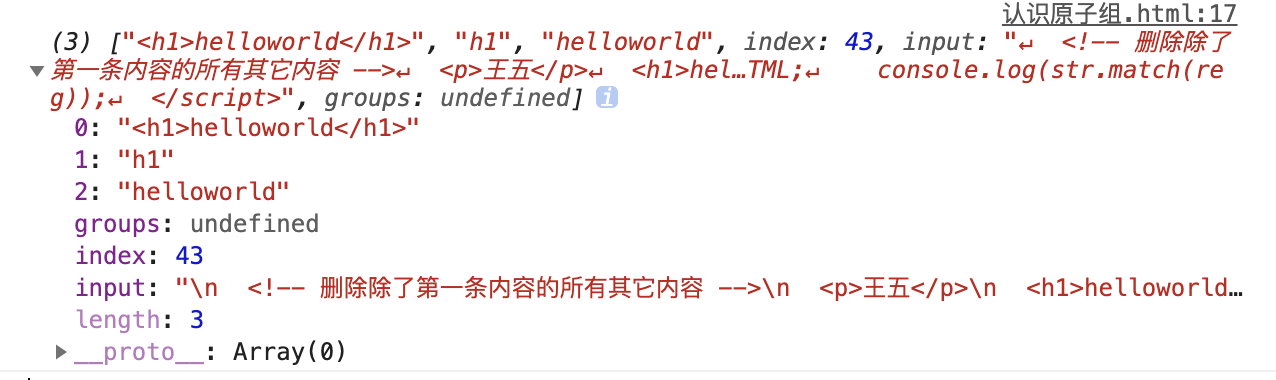 认识原子组.html:17
(3) ["<h1>helloworld</h1>", "h1", "helloworld", index: 43, input: "↵  <!-- 删除除了
第一条内容的所有其它内容 -->↵  <p>王五</p>↵  <h1>hel…TML;↵    console.log(str.match(re
g));↵  </script>", groups: undefined] i
0: "<h1>helloworld</h1>"
1: "h1"
2: "helloworld"
groups: undefined
index: 43
input: "\n  <!-- 删除除了第一条内容的所有其它内容 -->\n  <p>王五</p>\n  <h1>helloworld…
length: 3
__proto__: Array(0)